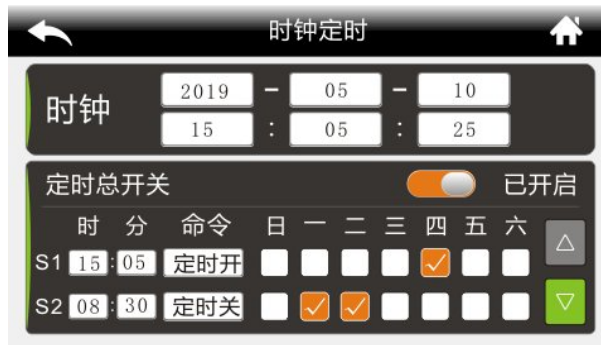 时钟定时
时钟
2019 - 05 - 10
15 : 05 : 25
定时总开关 已开启
时 分 命令 日 一 二 三 四 五 六
S1 15:05 定时开
S2 08:30 定时关